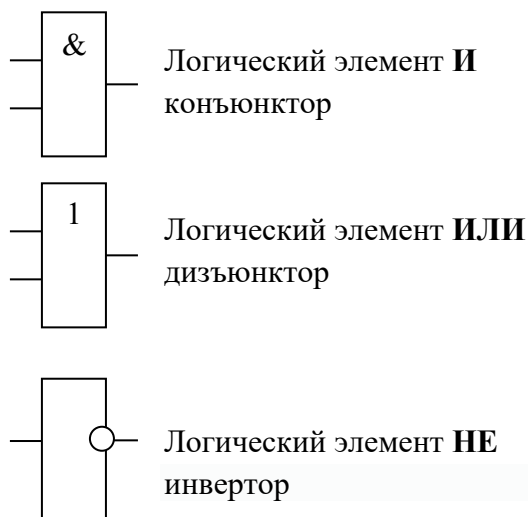 &
Логический элемент И
конъюнктор
1
Логический элемент ИЛИ
дизъюнктор
Логический элемент НЕ
инвертор